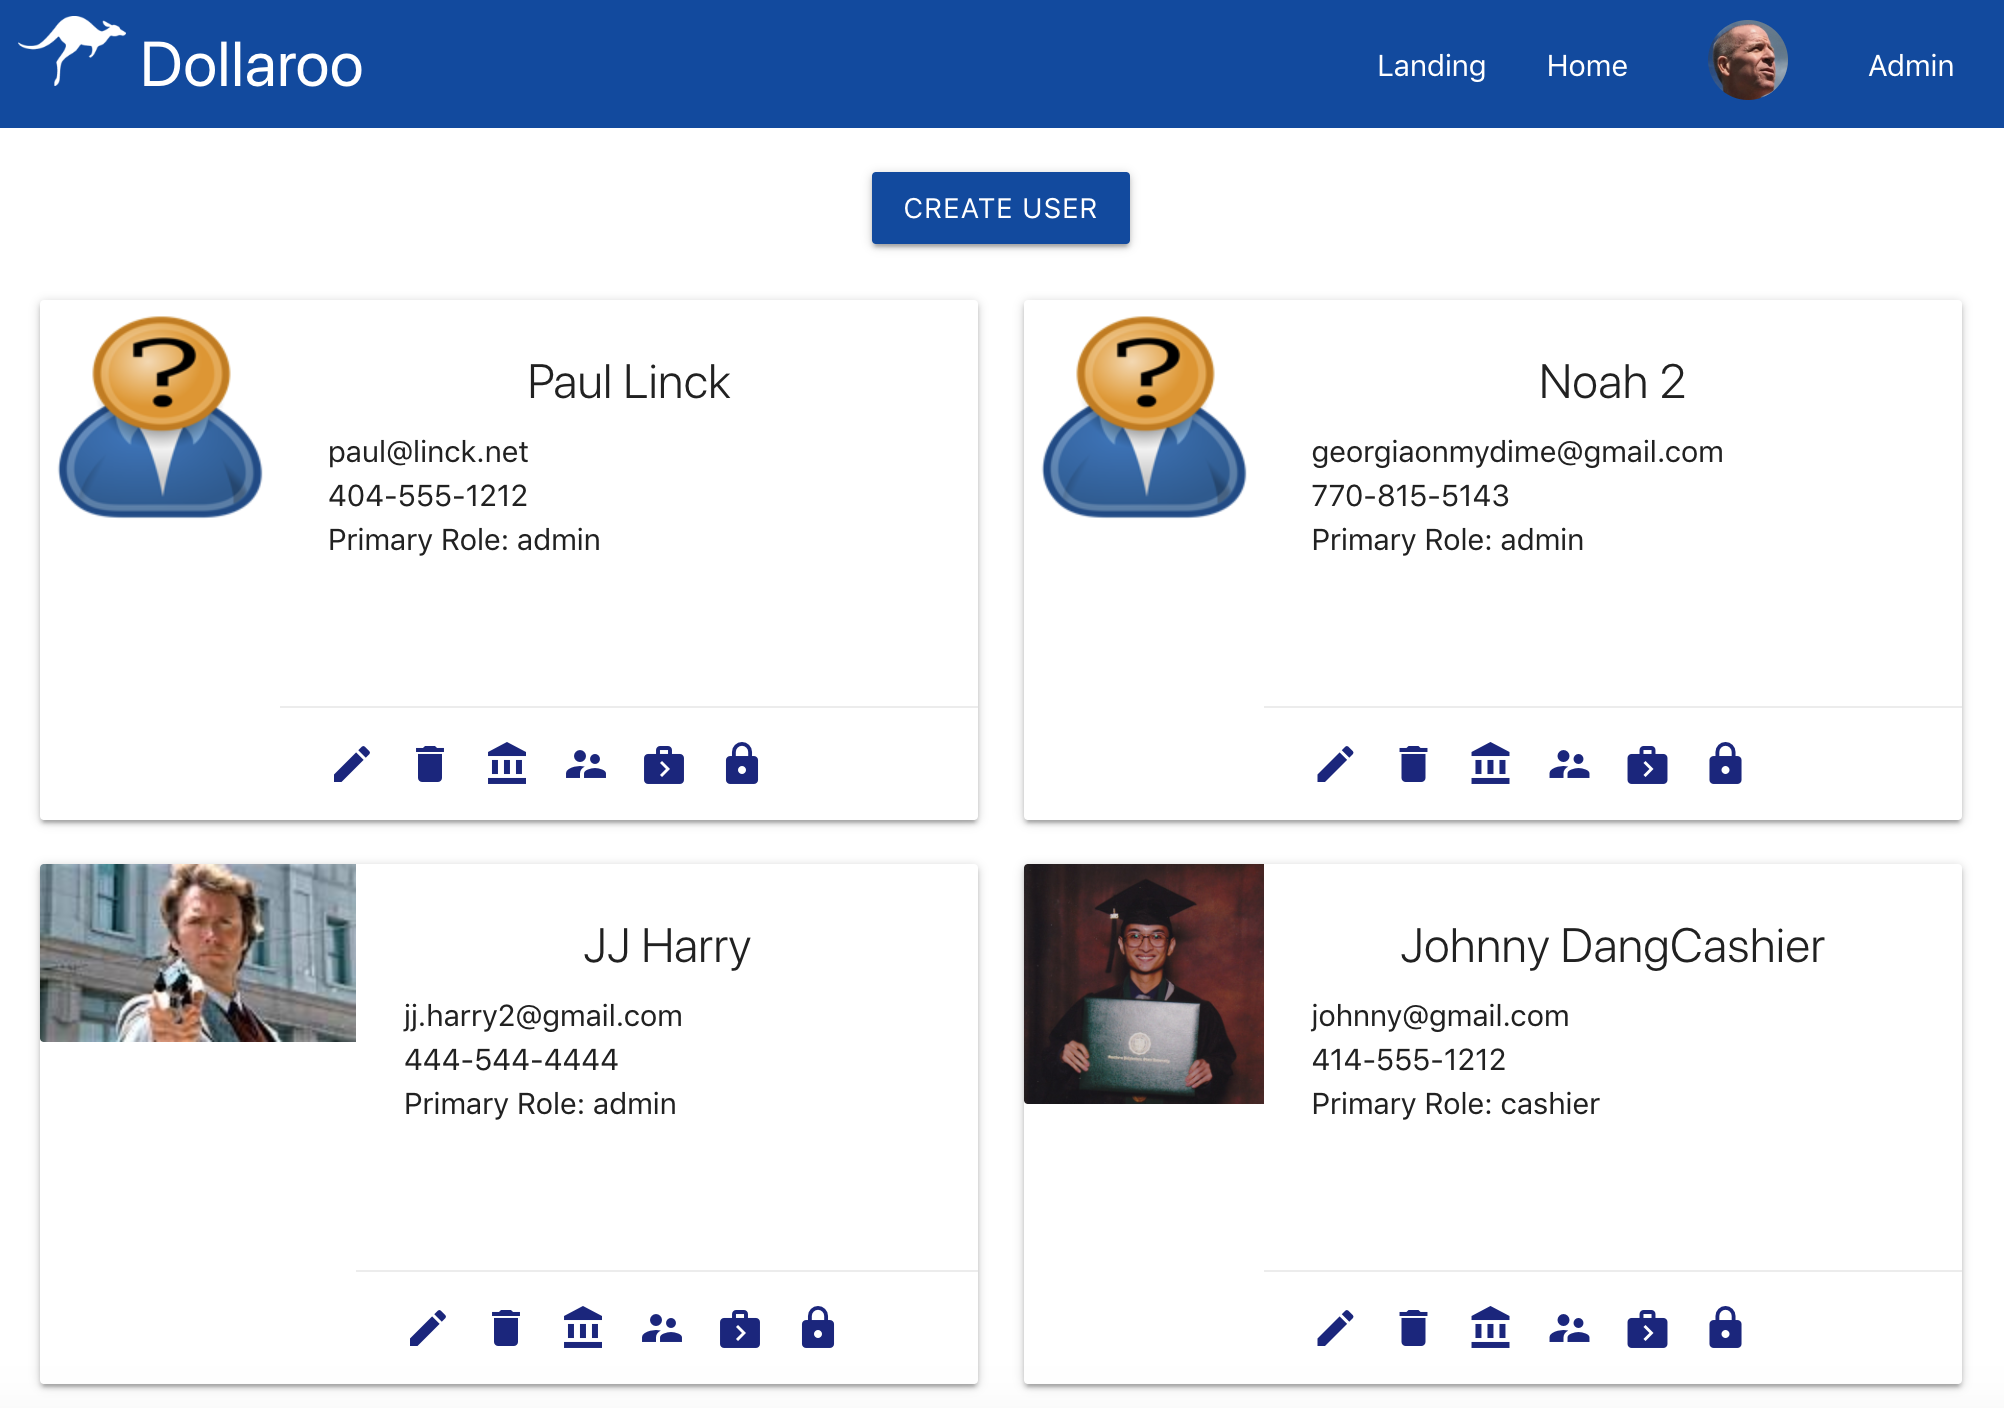 Dollaroo
Landing
Home
Admin
CREATE USER
?
Paul Linck
paul@linck.net
404-555-1212
Primary Role: admin
?
Noah 2
georgiaonmydime@gmail.com
770-815-5143
Primary Role: admin
JJ Harry
jj.harry2@gmail.com
444-544-4444
Primary Role: admin
Johnny DangCashier
johnny@gmail.com
414-555-1212
Primary Role: cashier